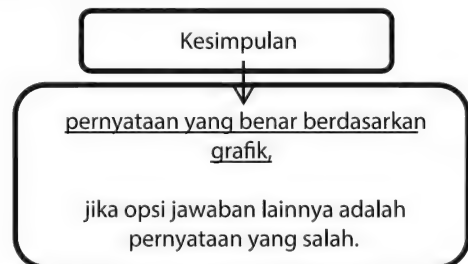 Kesimpulan
pernyataan yang benar berdasarkan
grafik,
jika opsi jawaban lainnya adalah
pernyataan yang salah.